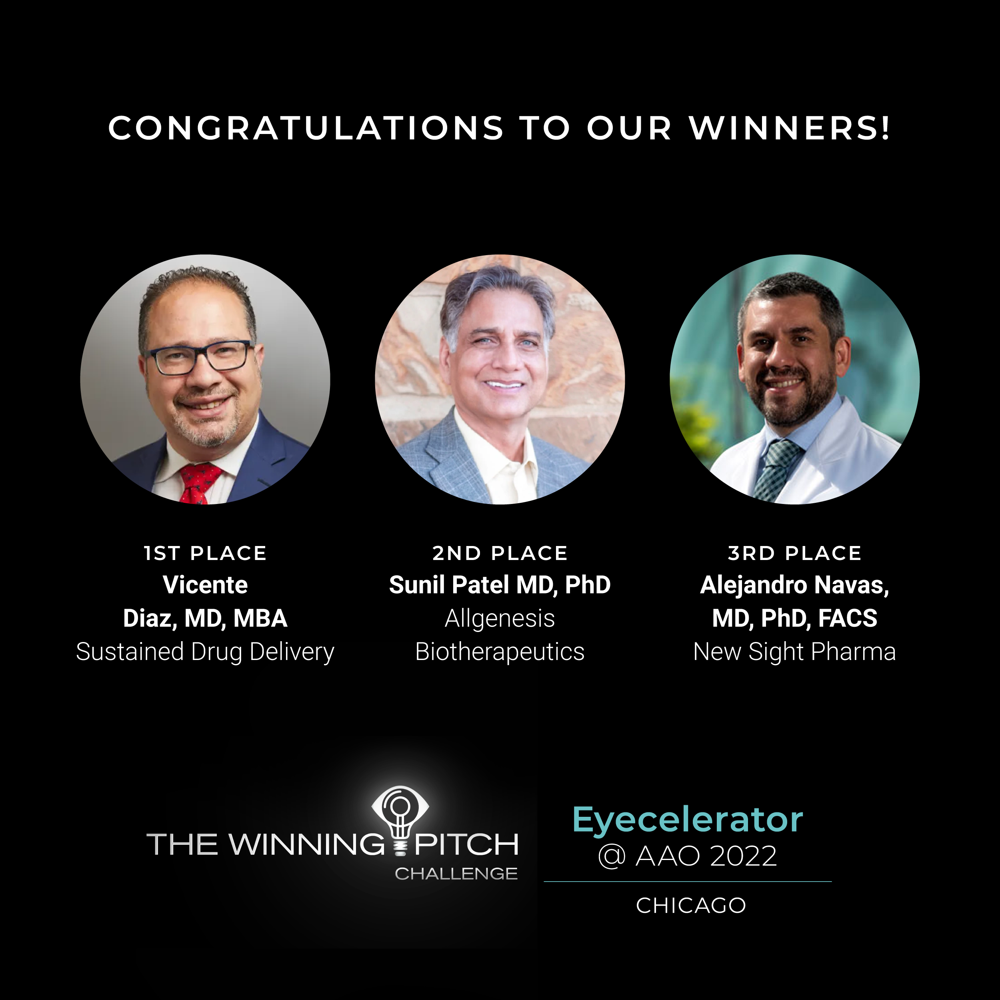 CONGRATULATIONS TO OUR WINNERS!
1ST PLACE
Vicente
Diaz, MD, MBA
Sustained Drug Delivery
2ND PLACE
Sunil Patel MD, PhD
Allgenesis
Biotherapeutics
3RD PLACE
Alejandro Navas,
MD, PhD, FACS
New Sight Pharma
THE WINNING PITCH
CHALLENGE
Eyecelerator
@ AAO 2022
CHICAGO